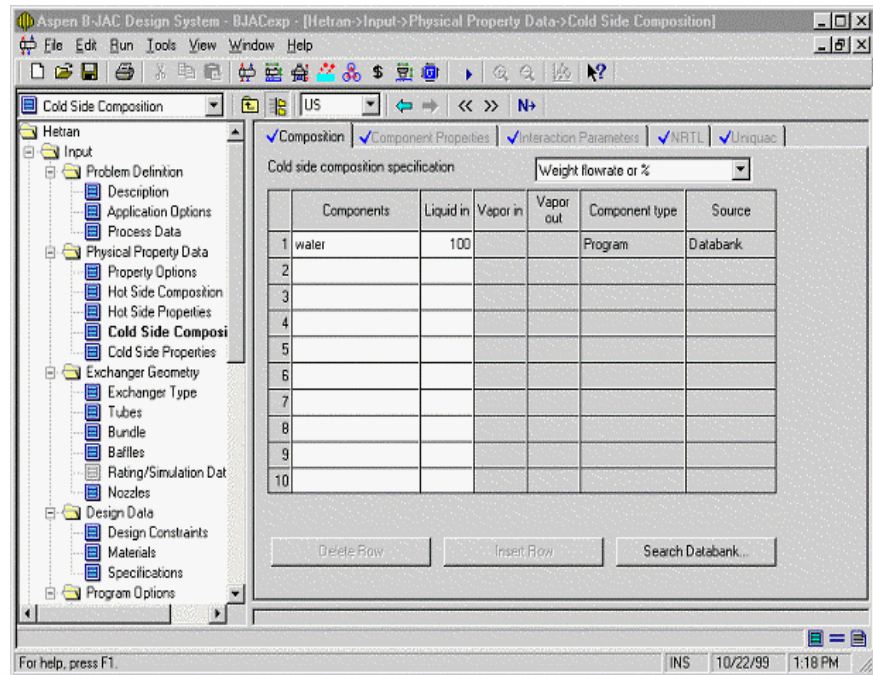 Aspen B-JAC Design System - BJACexp - [Hetran->Input->Physical Property Data->Cold Side Composition]
File Edit Run Tools View Window Help
Cold Side Composition US N→
Hetran
Input
Problem Definition
Description
Application Options
Process Data
Physical Property Data
Property Options
Hot Side Composition
Hot Side Properties
Cold Side Composi
Cold Side Properties
Exchanger Geometry
Exchanger Type
Tubes
Bundle
Baffles
Rating/Simulation Dat
Nozzles
Design Data
Design Constraints
Materials
Specifications
Program Options
Composition Component Properties Interaction Parameters NRTL Uniquac
Cold side composition specification Weight flowrate or %
Components Liquid in Vapor in Vapor out Component type Source
1 water 100 Program Databank
2
3
4
5
6
7
8
9
10
Delete Row Insert Row Search Databank...
For help, press F1. INS 10/22/99 1:18 PM